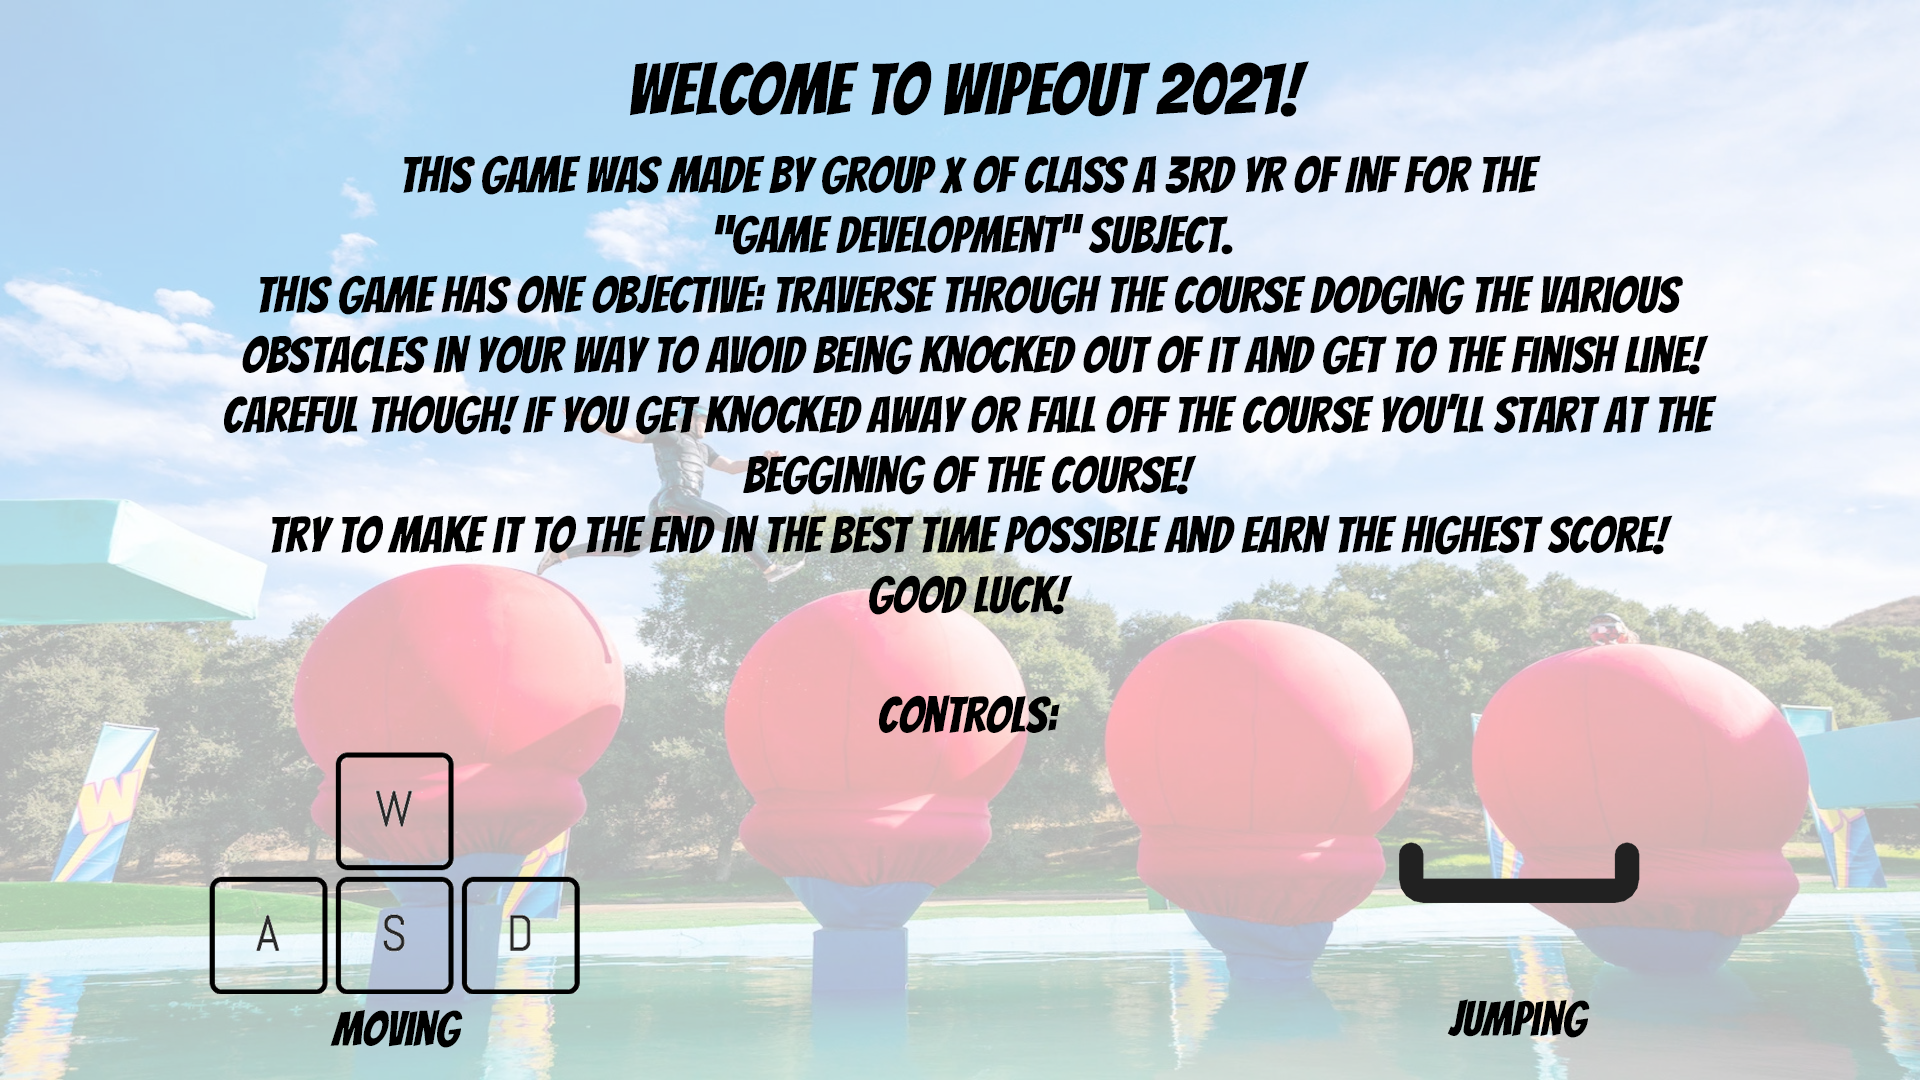 WELCOME TO WIPEOUT 2021!
THIS GAME WAS MADE BY GROUP X OF CLASS A 3RD YR OF INF FOR THE
"GAME DEVELOPMENT" SUBJECT.
THIS GAME HAS ONE OBJECTIVE: TRAVERSE THROUGH THE COURSE DODGING THE VARIOUS
OBSTACLES IN YOUR WAY TO AVOID BEING KNOCKED OUT OF IT AND GET TO THE FINISH LINE!
CAREFUL THOUGH! IF YOU GET KNOCKED AWAY OR FALL OFF THE COURSE YOU'LL START AT THE
BEGGINING OF THE COURSE!
TRY TO MAKE IT TO THE END IN THE BEST TIME POSSIBLE AND EARN THE HIGHEST SCORE!
GOOD LUCK!
CONTROLS:
W
W
A S D
MOVING
JUMPING